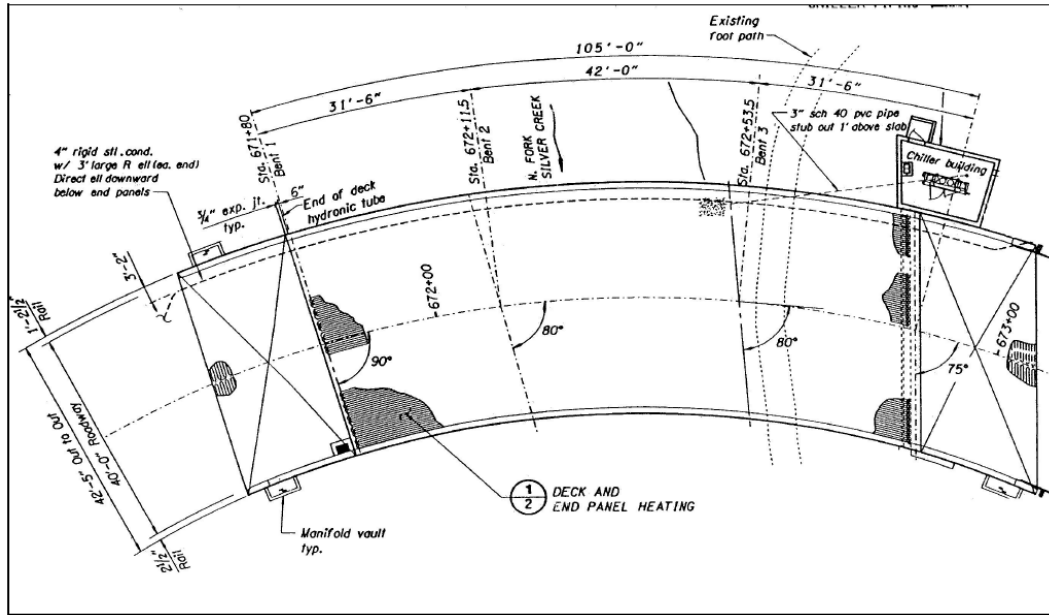 Existing
foot path
105'-0"
42'-0"
31'-6"
31'-6"
3" sch 40 pvc pipe
stub out 1' above slab
4" rigid stl. cond.
w/ 3' large R ell (ea. end)
Direct ell downward
below end panels
Sta. 671+80
Bent 1
Sta. 672+11.5
Bent 2
N. FORK
SILVER CREEK
Sta. 672+53.5
Bent 3
Chiller building
6"
End of deck
hydronic tube
3/4" exp. jt.
typ.
3'-2"
1'-2½"
Rail
672+00
673+00
80°
80°
90°
75°
42'-5" Out to Out
40'-0" Roadway
2½"
Rail
1
2
DECK AND
END PANEL HEATING
Manifold vault
typ.